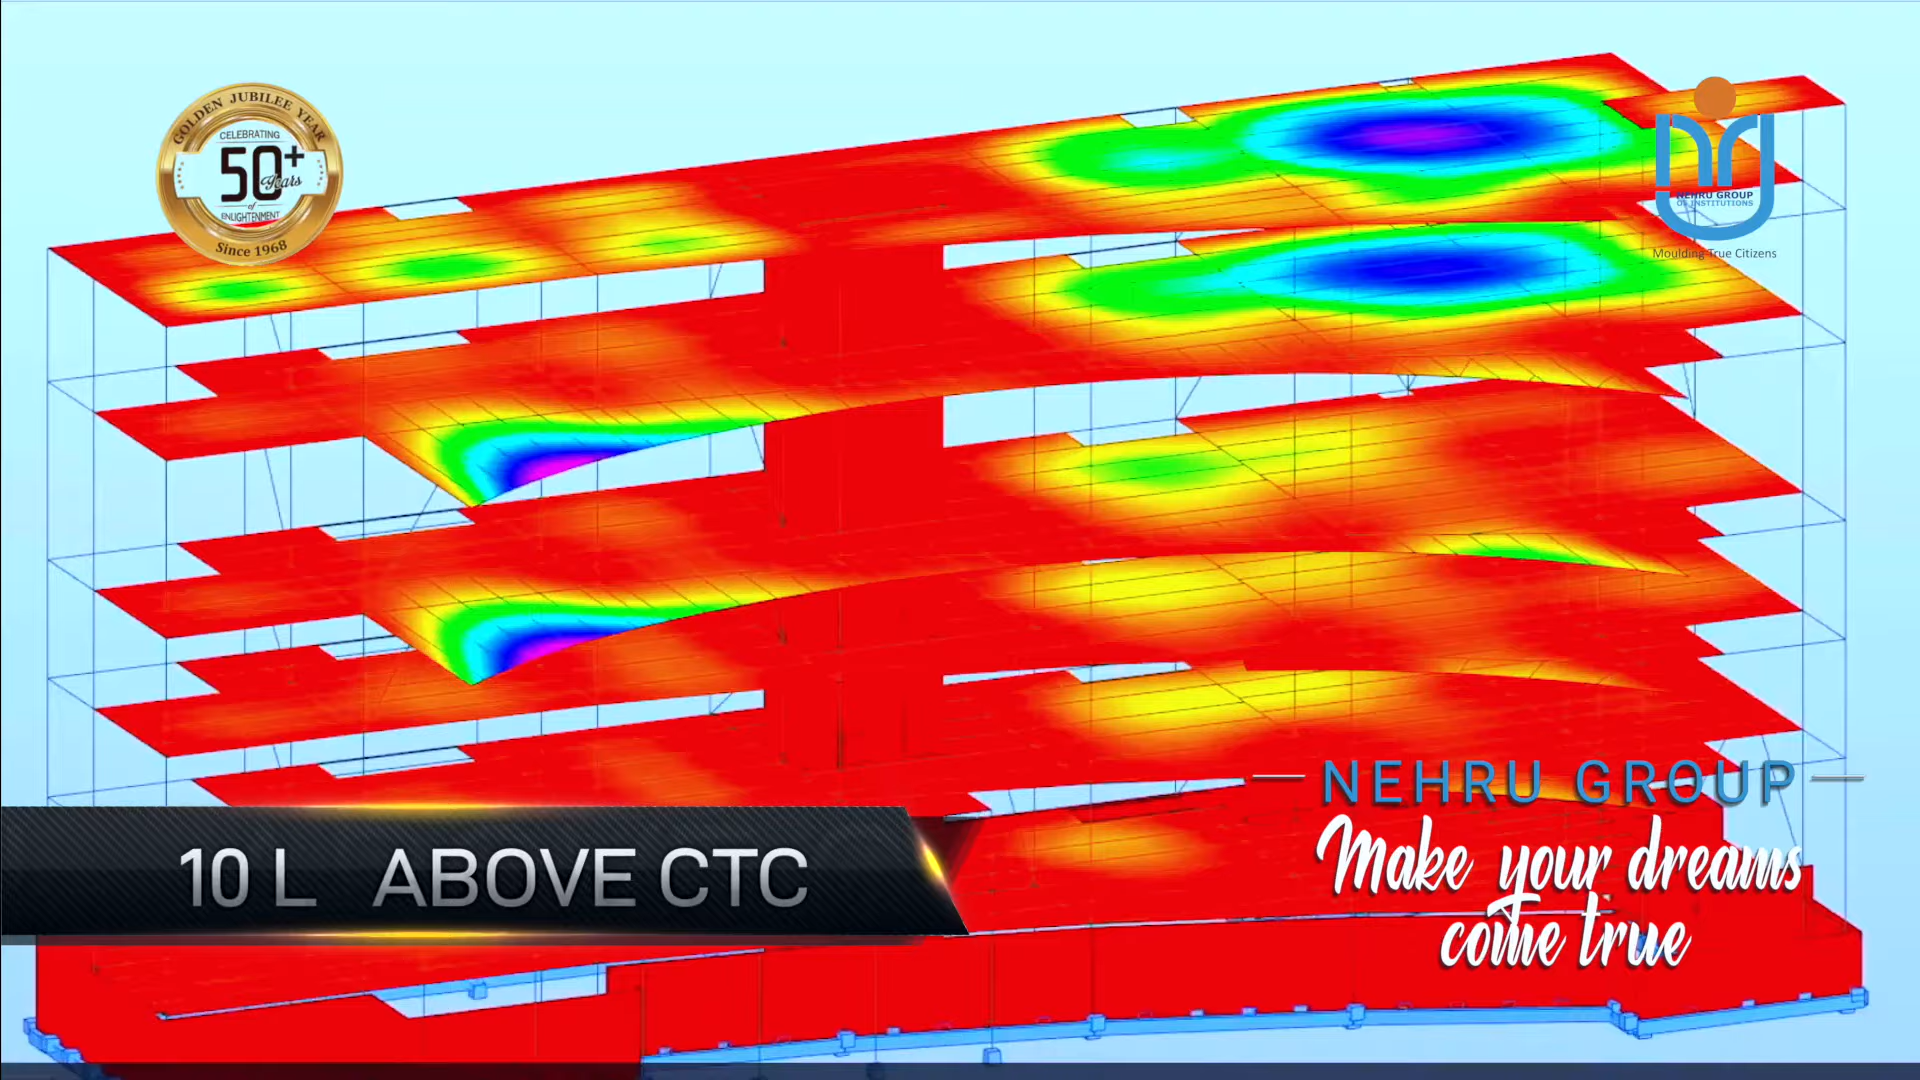 GOLDEN JUBILEE YEAR
CELEBRATING
50+
Years
of
ENLIGHTENMENT
Since 1968
NEHRU GROUP
OF INSTITUTIONS
Moulding True Citizens
NEHRU GROUP
Make your dreams
come true
10 L ABOVE CTC